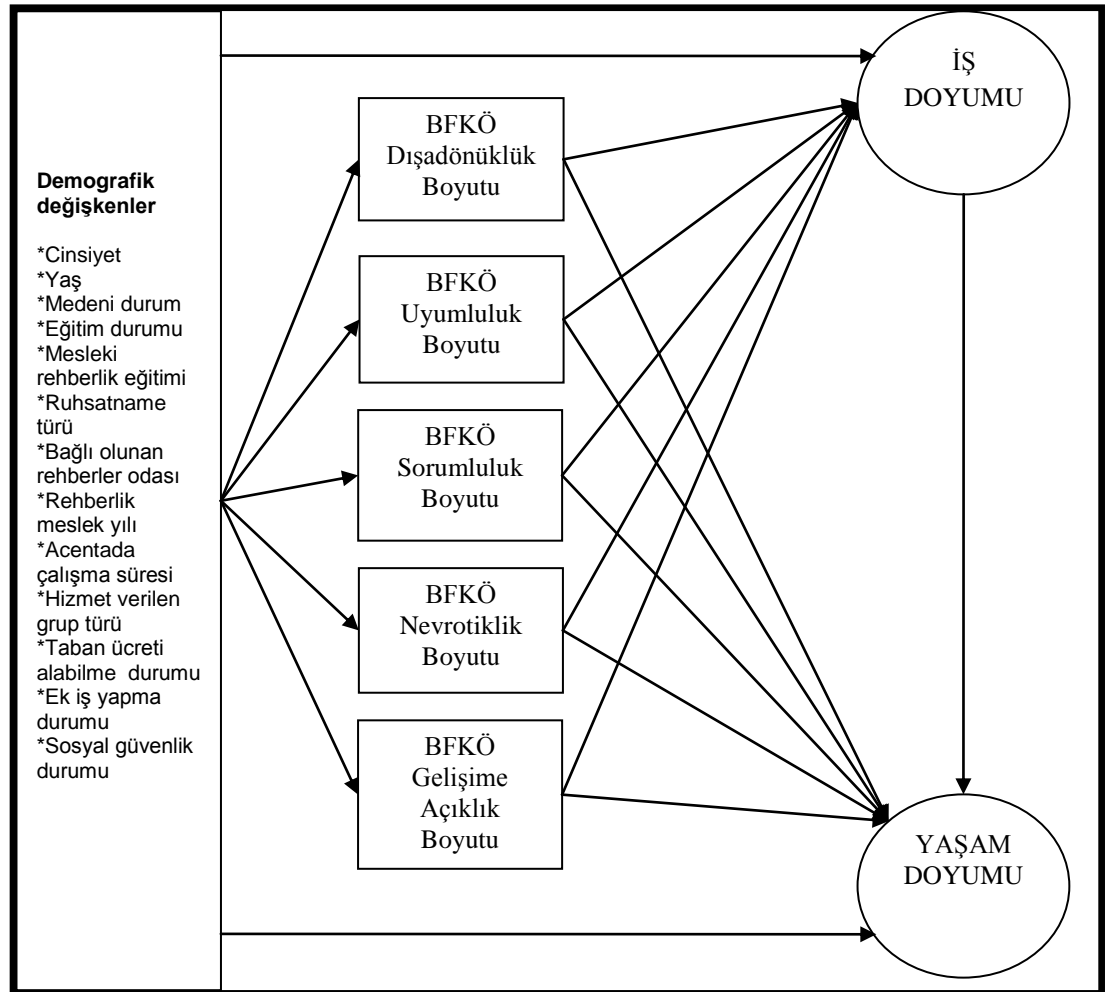 Demografik
değişkenler
*Cinsiyet
*Yaş
*Medeni durum
*Eğitim durumu
*Mesleki
rehberlik eğitimi
*Ruhsatname
türü
*Bağlı olunan
rehberler odası
*Rehberlik
meslek yılı
*Acentada
çalışma süresi
*Hizmet verilen
grup türü
*Taban ücreti
alabilme durumu
*Ek iş yapma
durumu
*Sosyal güvenlik
durumu
BFKÖ
Dışadönüklük
Boyutu
BFKÖ
Uyumluluk
Boyutu
BFKÖ
Sorumluluk
Boyutu
BFKÖ
Nevrotiklik
Boyutu
BFKÖ
Gelişime
Açıklık
Boyutu
İŞ
DOYUMU
YAŞAM
DOYUMU